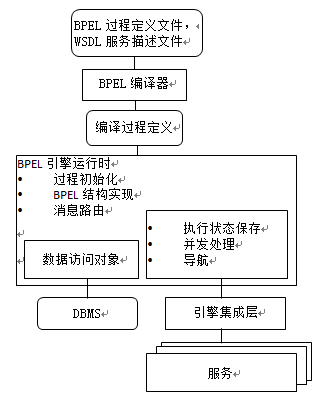 BPEL 过程定义文件，
WSDL 服务描述文件
BPEL 编译器
编译过程定义
BPEL 引擎运行时
• 过程初始化
• BPEL 结构实现
• 消息路由
• 执行状态保存
• 并发处理
• 导航
数据访问对象
DBMS
引擎集成层
服务